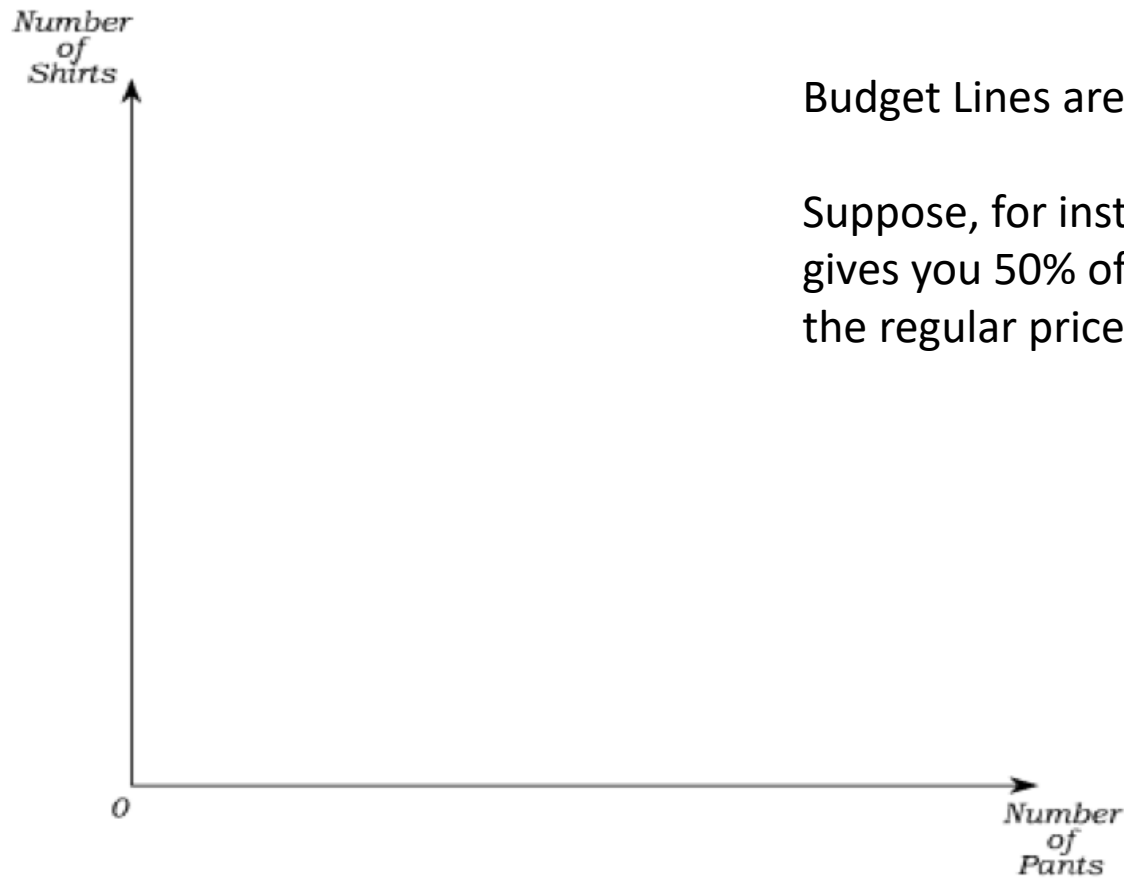 Number
of
Shirts
Budget Lines are
Suppose, for inst
gives you 50% of
the regular price
0
Number
of
Pants